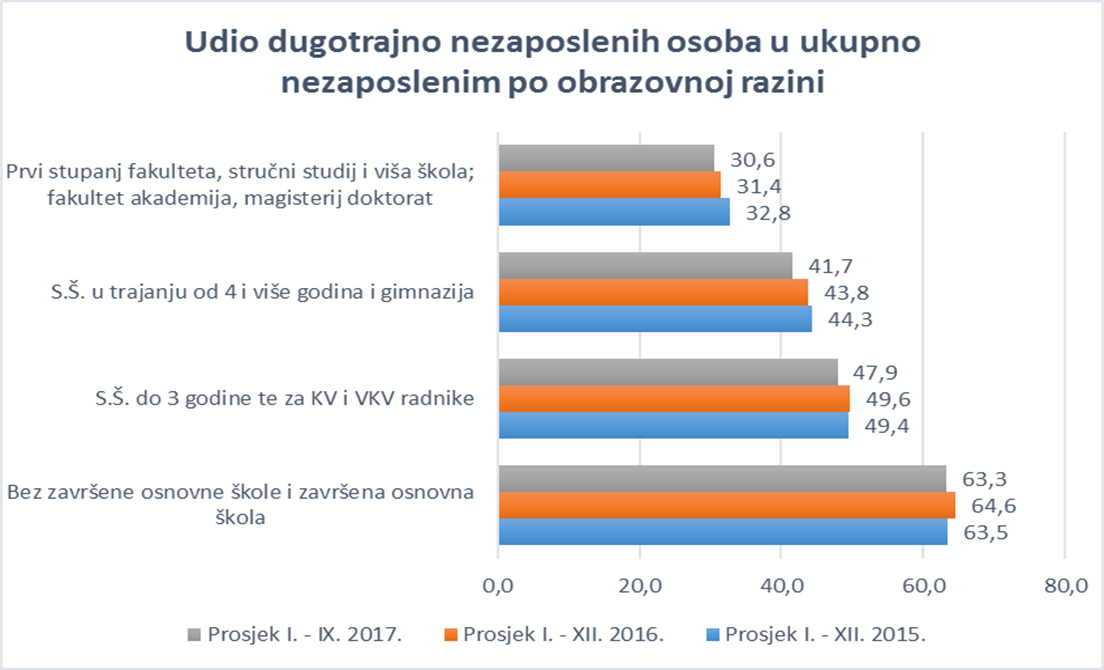 Udio dugotrajno nezaposlenih osoba u ukupno
nezaposlenim po obrazovnoj razini
Prvi stupanj fakulteta, stručni studij i viša škola;
fakultet akademija, magisterij doktorat
30,6
31,4
32,8
S.Š. u trajanju od 4 i više godina i gimnazija
41,7
43,8
44,3
S.Š. do 3 godine te za KV i VKV radnike
47,9
49,6
49,4
Bez završene osnovne škole i završena osnovna
škola
63,3
64,6
63,5
0,0 20,0 40,0 60,0 80,0
Prosjek I. - IX. 2017. Prosjek I. - XII. 2016. Prosjek I. - XII. 2015.